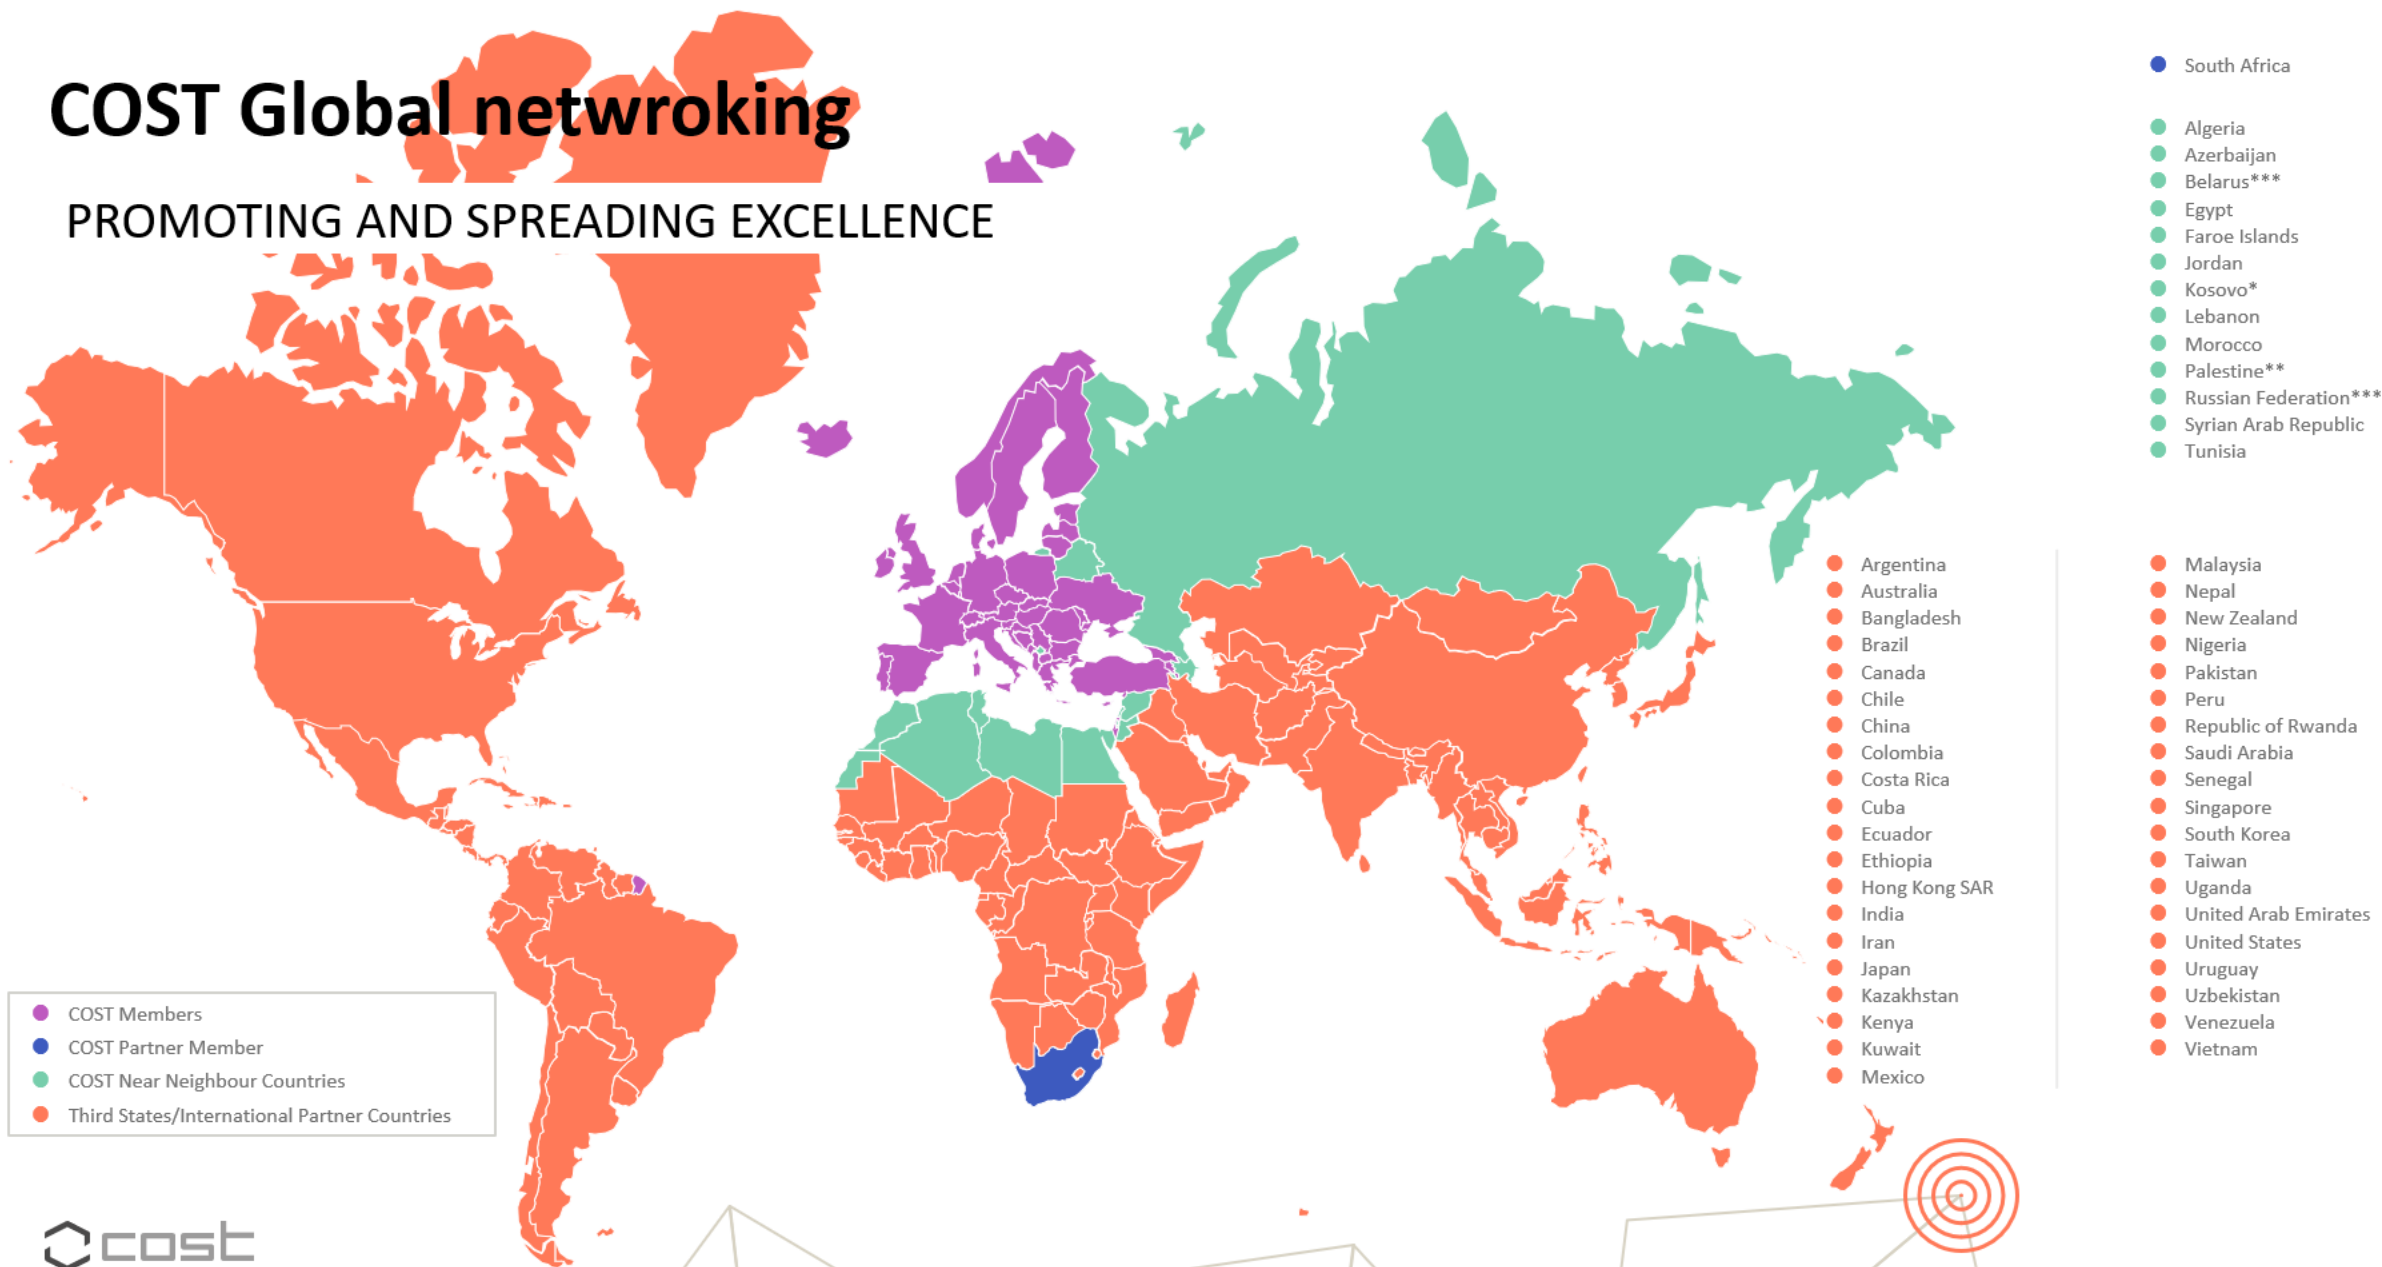 COST Global netwroking
PROMOTING AND SPREADING EXCELLENCE
South Africa
Algeria
Azerbaijan
Belarus***
Egypt
Faroe Islands
Jordan
Kosovo*
Lebanon
Morocco
Palestine**
Russian Federation***
Syrian Arab Republic
Tunisia
Argentina
Australia
Bangladesh
Brazil
Canada
Chile
China
Colombia
Costa Rica
Cuba
Ecuador
Ethiopia
Hong Kong SAR
India
Iran
Japan
Kazakhstan
Kenya
Kuwait
Mexico
Malaysia
Nepal
New Zealand
Nigeria
Pakistan
Peru
Republic of Rwanda
Saudi Arabia
Senegal
Singapore
South Korea
Taiwan
Uganda
United Arab Emirates
United States
Uruguay
Uzbekistan
Venezuela
Vietnam
COST Members
COST Partner Member
COST Near Neighbour Countries
Third States/International Partner Countries
cost